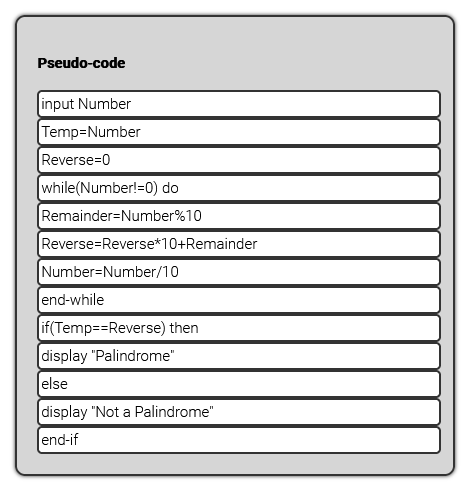 Pseudo-code
input Number
Temp=Number
Reverse=0
while(Number!=0) do
Remainder=Number%10
Reverse=Reverse*10+Remainder
Number=Number/10
end-while
if(Temp==Reverse) then
display "Palindrome"
else
display "Not a Palindrome"
end-if